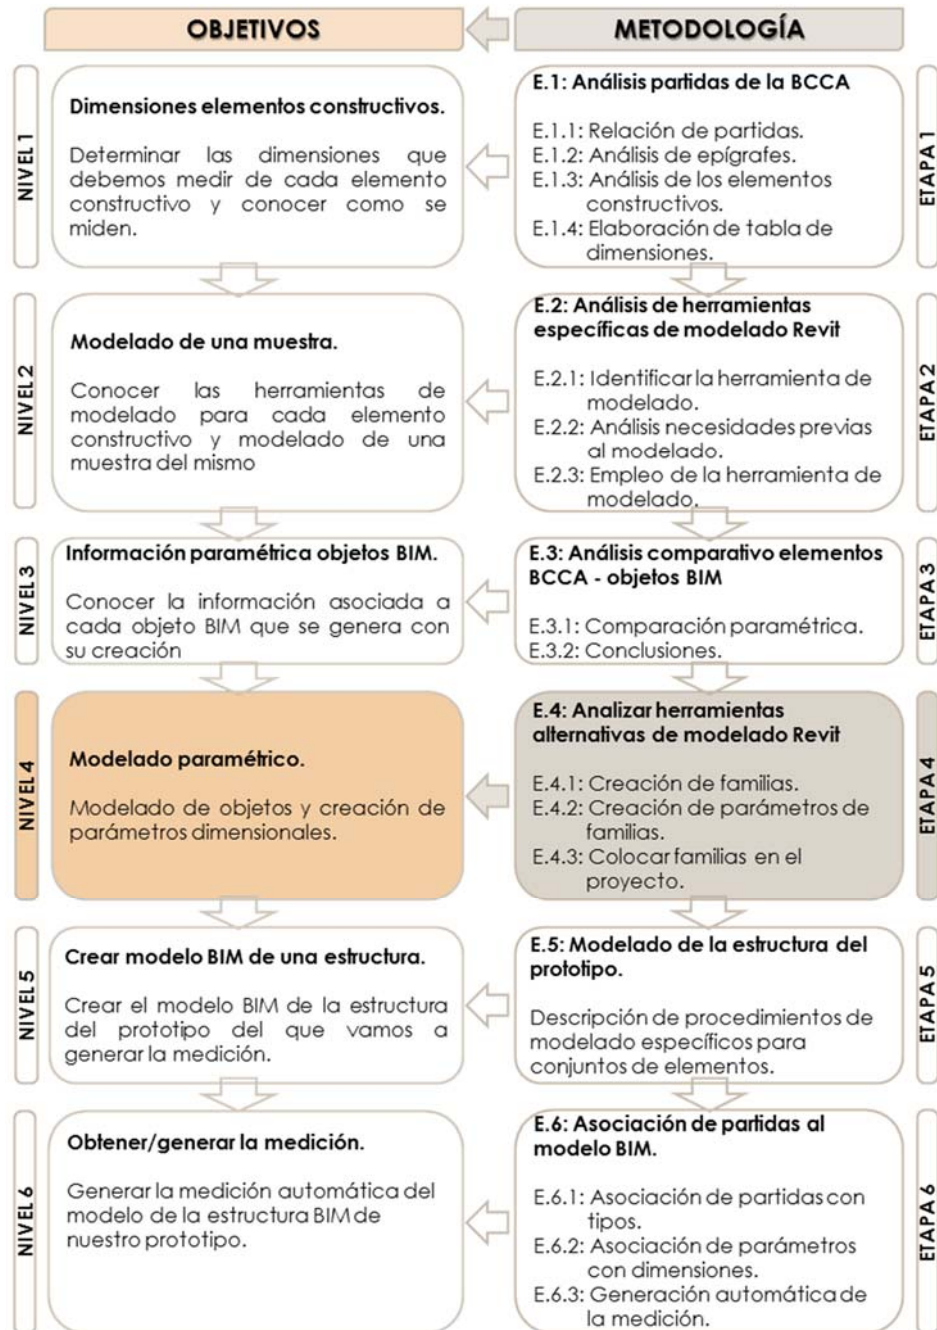 OBJETIVOS
METODOLOGÍA
NIVEL 1
Dimensiones elementos constructivos.
Determinar las dimensiones que
debemos medir de cada elemento
constructivo y conocer como se
miden.
E.1: Análisis partidas de la BCCA
E.1.1: Relación de partidas.
E.1.2: Análisis de epígrafes.
E.1.3: Análisis de los elementos
constructivos.
E.1.4: Elaboración de tabla de
dimensiones.
ETAPA 1
NIVEL 2
Modelado de una muestra.
Conocer las herramientas de
modelado para cada elemento
constructivo y modelado de una
muestra del mismo
E.2: Análisis de herramientas
específicas de modelado Revit
E.2.1: Identificar la herramienta de
modelado.
E.2.2: Análisis necesidades previas
al modelado.
E.2.3: Empleo de la herramienta de
modelado.
ETAPA 2
NIVEL 3
Información paramétrica objetos BIM.
Conocer la información asociada a
cada objeto BIM que se genera con
su creación
E.3: Análisis comparativo elementos
BCCA - objetos BIM
E.3.1: Comparación paramétrica.
E.3.2: Conclusiones.
ETAPA 3
NIVEL 4
Modelado paramétrico.
Modelado de objetos y creación de
parámetros dimensionales.
E.4: Analizar herramientas
alternativas de modelado Revit
E.4.1: Creación de familias.
E.4.2: Creación de parámetros de
familias.
E.4.3: Colocar familias en el
proyecto.
ETAPA 4
NIVEL 5
Crear modelo BIM de una estructura.
Crear el modelo BIM de la estructura
del prototipo del que vamos a
generar la medición.
E.5: Modelado de la estructura del
prototipo.
Descripción de procedimientos de
modelado específicos para
conjuntos de elementos.
ETAPA 5
NIVEL 6
Obtener/generar la medición.
Generar la medición automática del
modelo de la estructura BIM de
nuestro prototipo.
E.6: Asociación de partidas al
modelo BIM.
E.6.1: Asociación de partidas con
tipos.
E.6.2: Asociación de parámetros
con dimensiones.
E.6.3: Generación automática de
la medición.
ETAPA 6